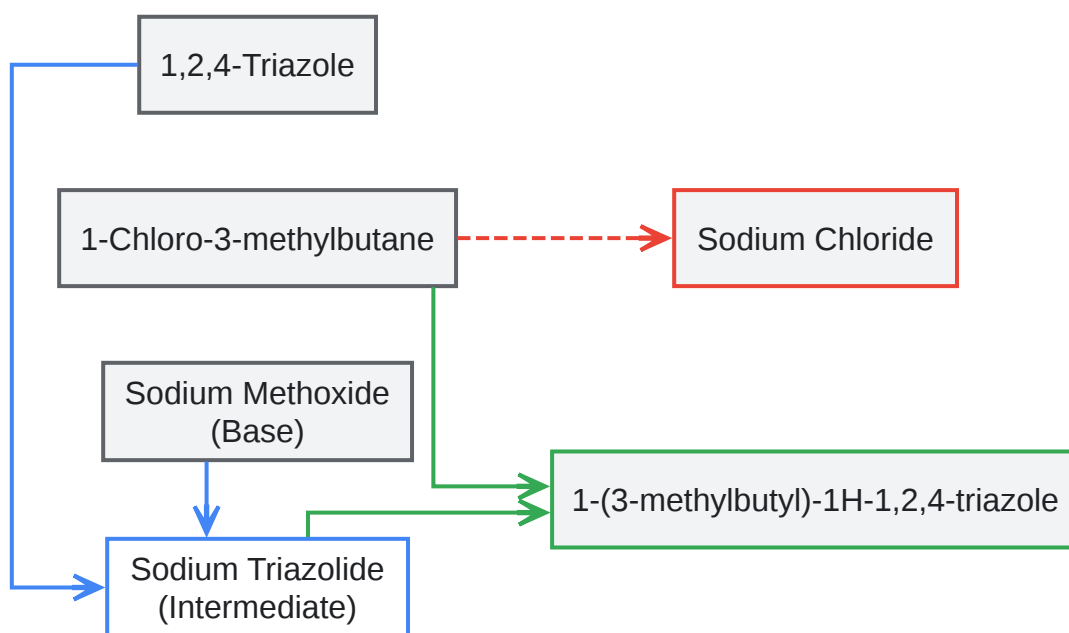 1,2,4-Triazole
1-Chloro-3-methylbutane
Sodium Chloride
Sodium Methoxide
(Base)
1-(3-methylbutyl)-1H-1,2,4-triazole
Sodium Triazolide
(Intermediate)